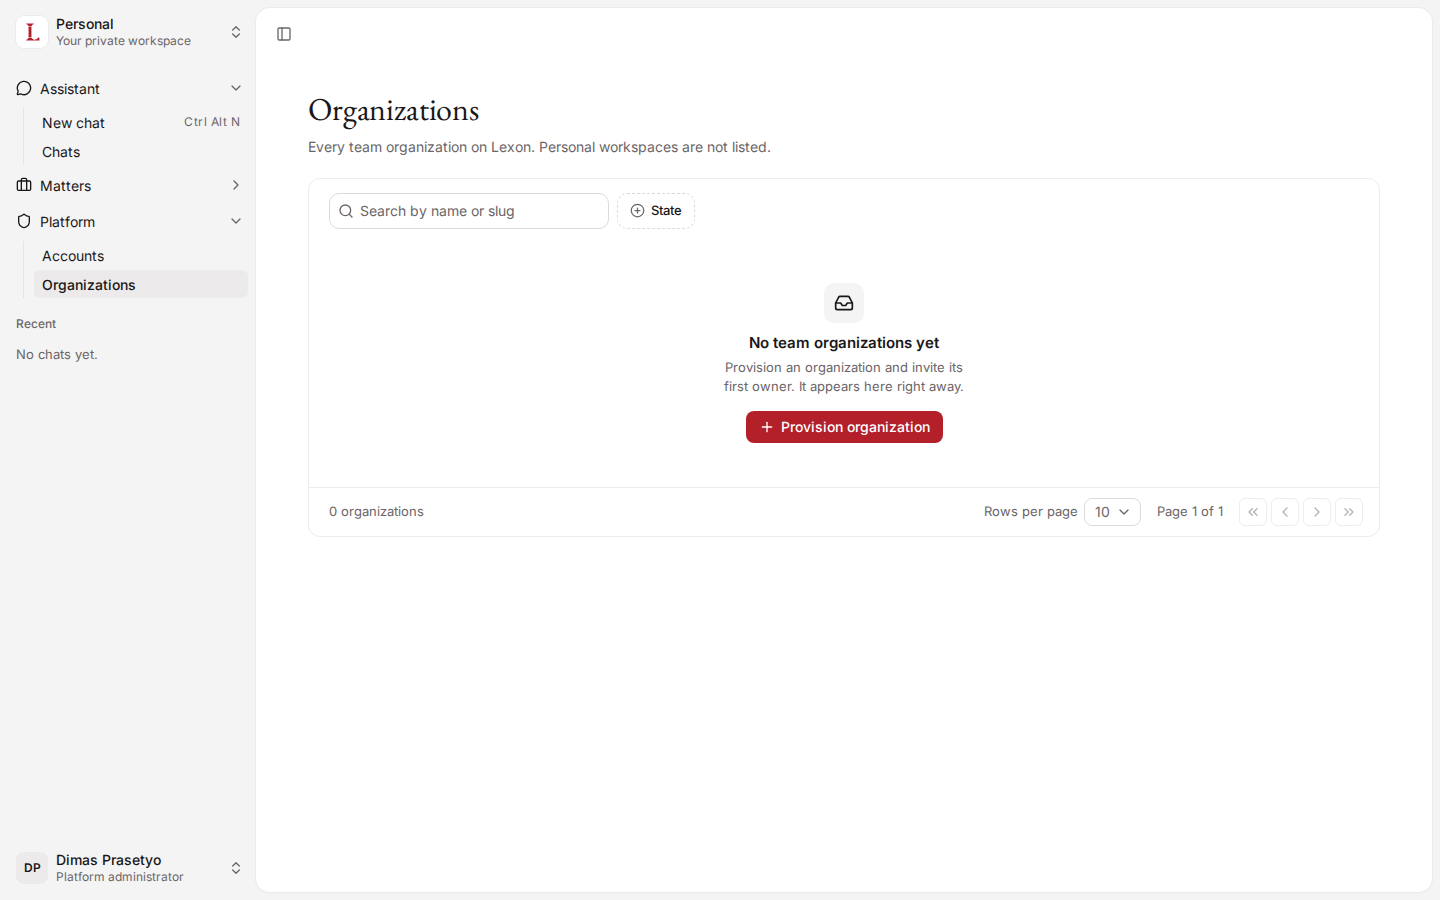 L
Personal
Your private workspace
Assistant
New chat
Ctrl Alt N
Chats
Matters
Platform
Accounts
Organizations
Recent
No chats yet.
DP
Dimas Prasetyo
Platform administrator
Organizations
Every team organization on Lexon. Personal workspaces are not listed.
Search by name or slug
State
No team organizations yet
Provision an organization and invite its
first owner. It appears here right away.
Provision organization
0 organizations
Rows per page
10
Page 1 of 1